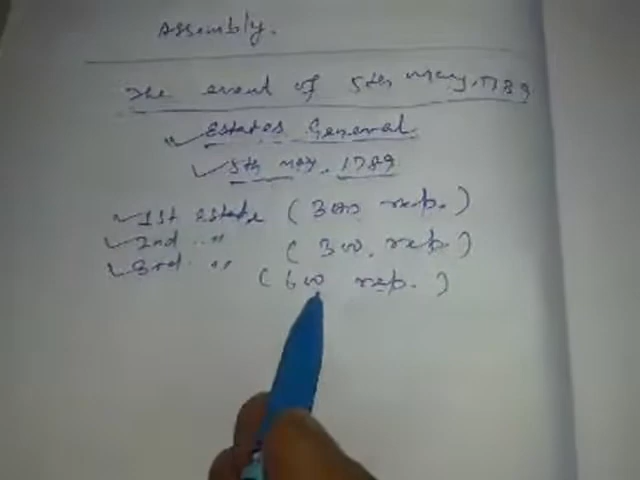 Assembly.
The event of 5th May, 1789
" Estates General
5th May, 1789
1st Estate (300 rep.)
2nd " (300 rep.)
3rd " (600 rep.)